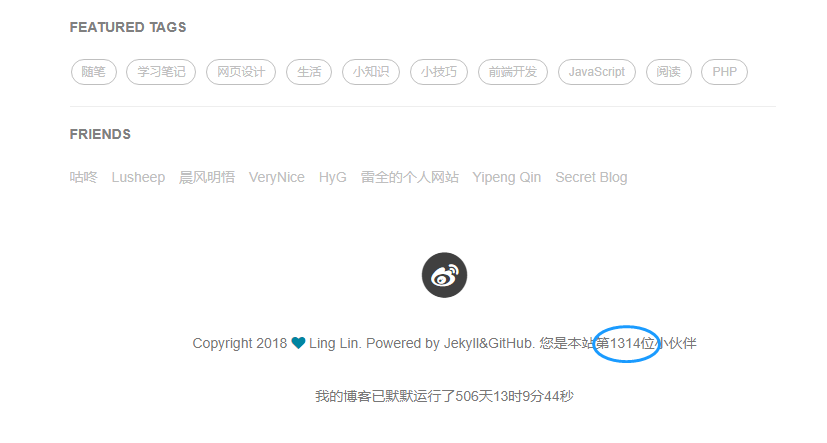 FEATURED TAGS
随笔 学习笔记 网页设计 生活 小知识 小技巧 前端开发 JavaScript 阅读 PHP
FRIENDS
咕咚 Lusheep 晨风明悟 VeryNice HyG 雷全的个人网站 Yipeng Qin Secret Blog
Copyright 2018 Ling Lin. Powered by Jekyll&GitHub. 您是本站第1314位小伙伴
我的博客已默默运行了506天13时9分44秒